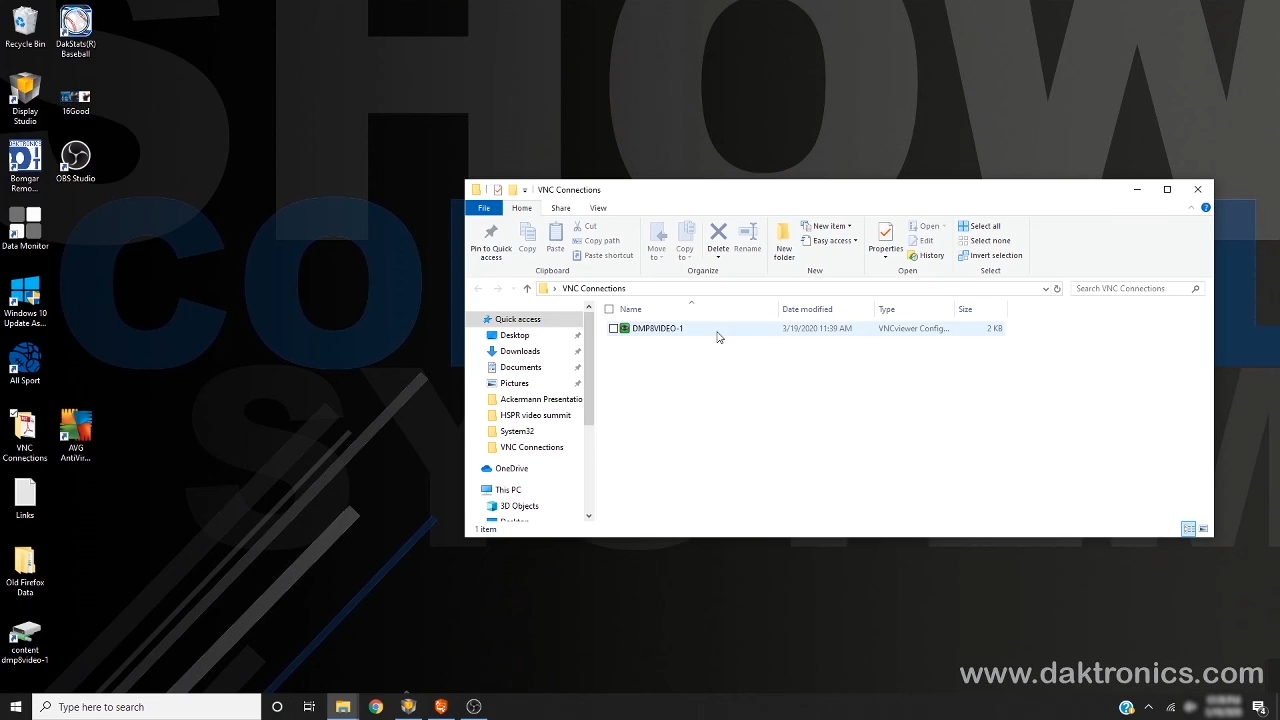 SHOW
CO
SY
Recycle Bin
DakStats(R)
Baseball
Display
Studio
16Good
Bomgar
Remo...
OBS Studio
Data Monitor
Windows 10
Update As...
All Sport
VNC
Connections
AVG
AntiVir...
Links
Old Firefox
Data
content
dmp8video-1
VNC Connections
File
Home
Share
View
Pin to Quick
access
Copy
Paste
Cut
Copy path
Paste shortcut
Clipboard
Move
to
Copy
to
Delete
Rename
Organize
New
folder
New item
Easy access
New
Properties
Open
Edit
History
Open
Select all
Select none
Invert selection
Select
VNC Connections
Search VNC Connections
Name
Date modified
Type
Size
DMP8VIDEO-1
3/19/2020 11:39 AM
VNCviewer Config...
2 KB
Quick access
Desktop
Downloads
Documents
Pictures
Ackermann Presentatio
HSPR video summit
System32
VNC Connections
OneDrive
This PC
3D Objects
Desktop
1 item
www.daktronics.com
Type here to search
4